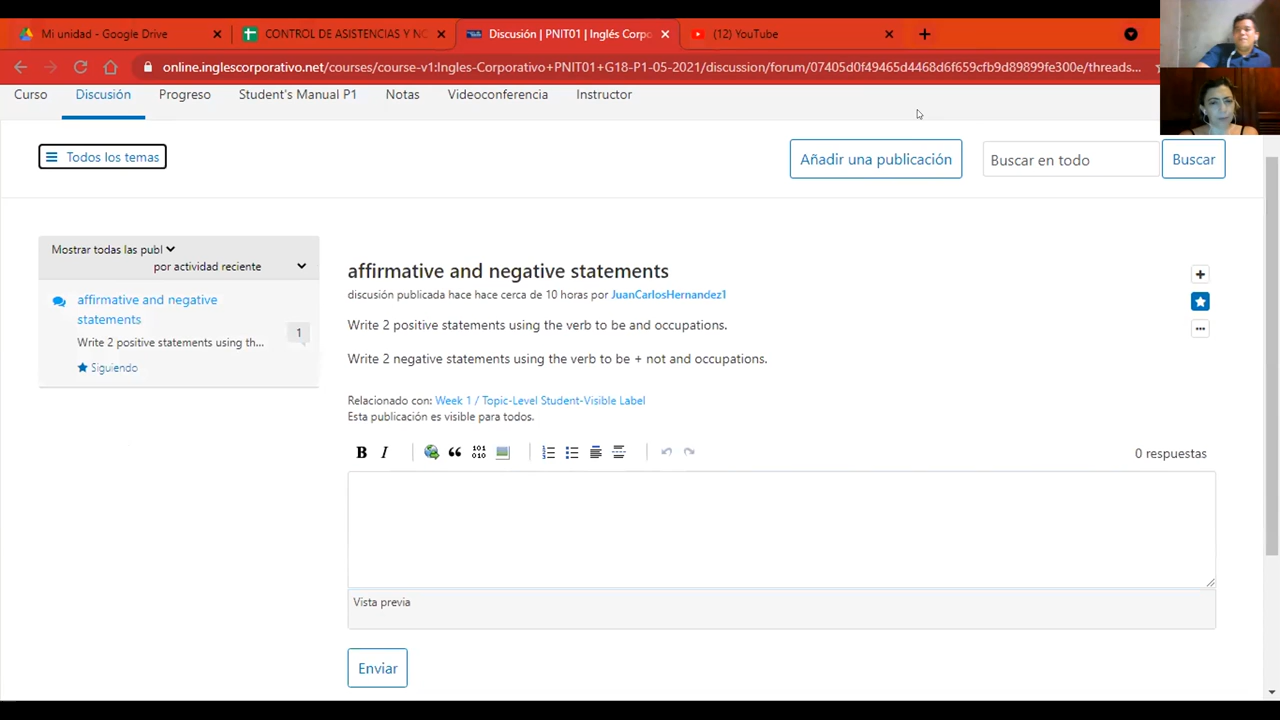 Mi unidad - Google Drive
CONTROL DE ASISTENCIAS Y NO
Discusión | PNIT01 | Inglés Corpo
(12) YouTube
online.inglescorporativo.net/courses/course-v1:Ingles-Corporativo+PNIT01+G18-P1-05-2021/discussion/forum/07405d0f49465d4468d6f659cfb9d89899fe300e/threads...
Curso
Discusión
Progreso
Student's Manual P1
Notas
Videoconferencia
Instructor
Todos los temas
Añadir una publicación
Buscar en todo
Buscar
Mostrar todas las publ
por actividad reciente
affirmative and negative
statements
Write 2 positive statements using th...
1
Siguiendo
affirmative and negative statements
discusión publicada hace hace cerca de 10 horas por JuanCarlosHernandez1
Write 2 positive statements using the verb to be and occupations.
Write 2 negative statements using the verb to be + not and occupations.
Relacionado con: Week 1 / Topic-Level Student-Visible Label
Esta publicación es visible para todos.
B I
101
010
0 respuestas
Vista previa
Enviar